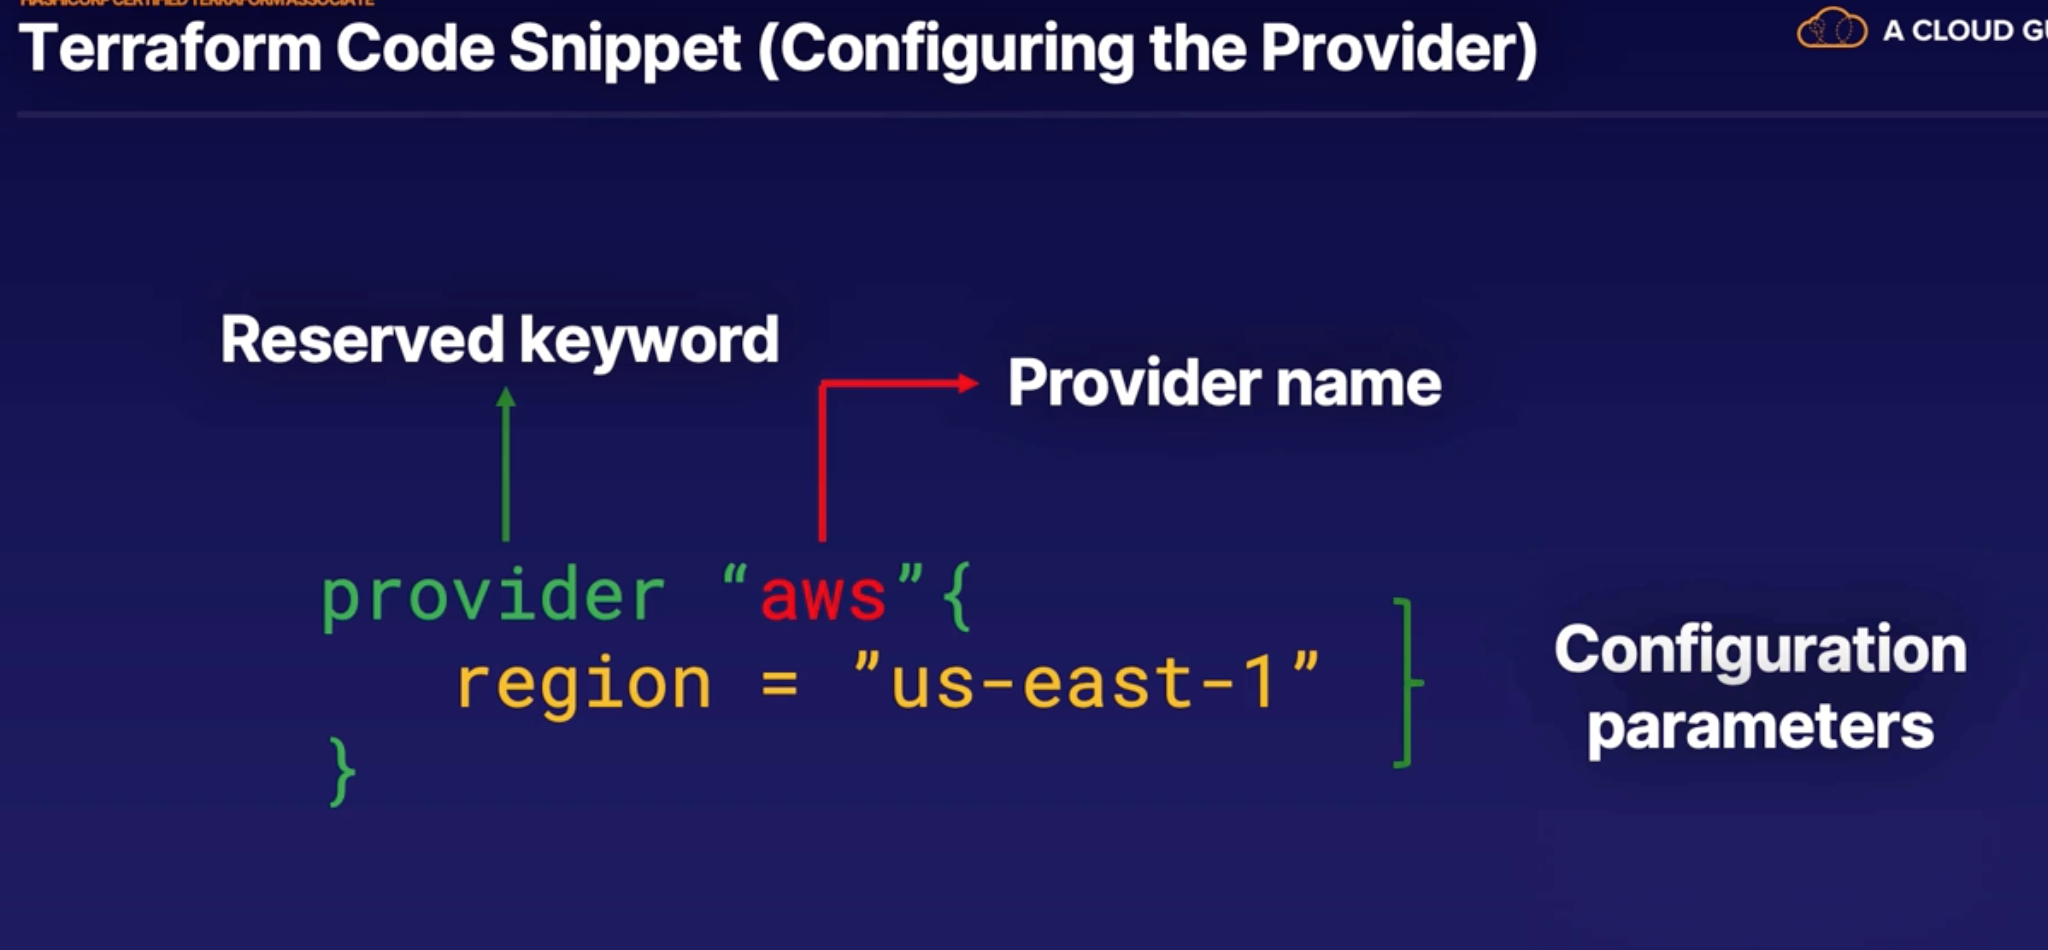 HASHICORP CERTIFIED TERRAFORM ASSOCIATE
Terraform Code Snippet (Configuring the Provider)
A CLOUD GU
Reserved keyword
Provider name
provider “aws”{
region = ”us-east-1”
}
Configuration
parameters